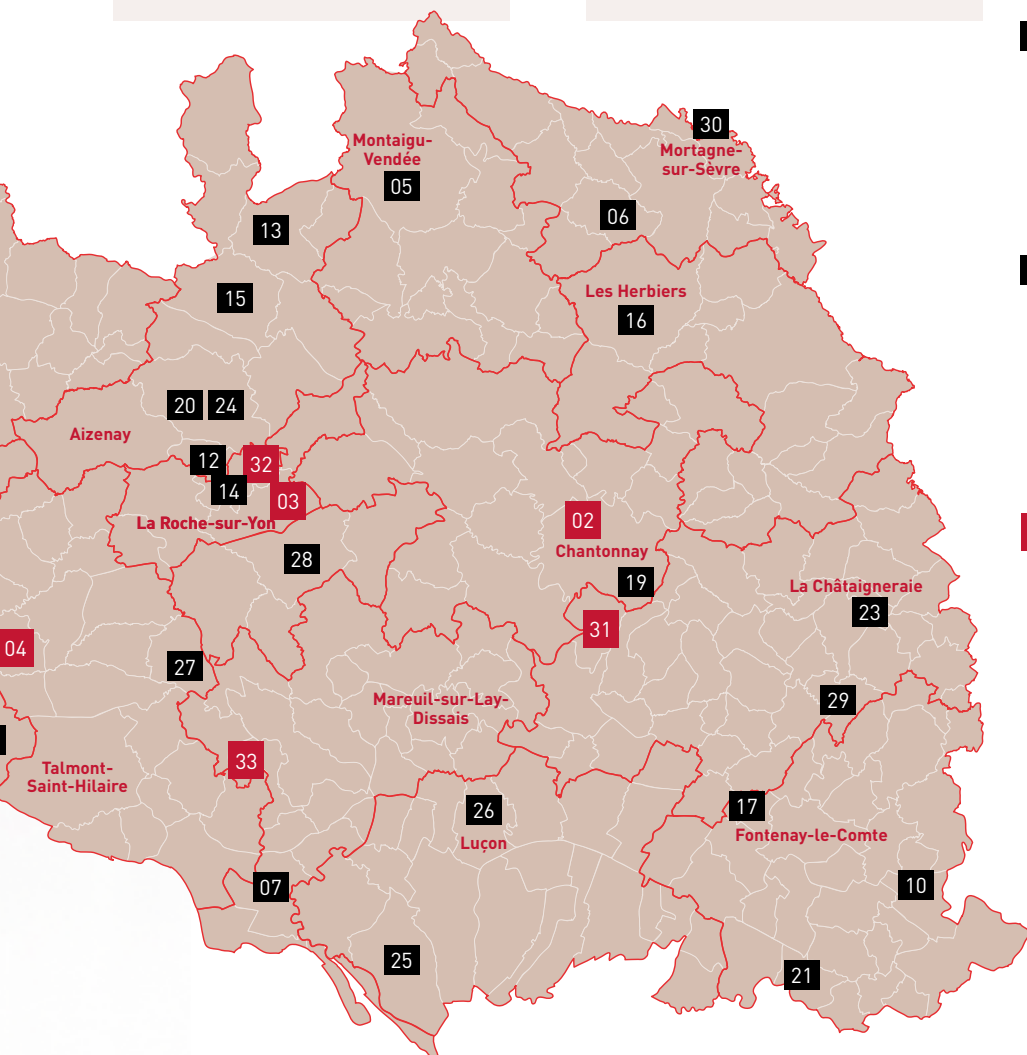 30
Mortagne-
sur-Sèvre
Montaigu-
Vendée
05
06
13
Les Herbiers
15
16
20 24
Aizenay
12
32
14
03
La Roche-sur-Yon
02
Chantonnay
28
19
La Châtaigneraie
23
31
04
27
Mareuil-sur-Lay-
Dissais
29
33
Talmont-
Saint-Hilaire
26
Luçon
17
Fontenay-le-Comte
07
10
25
21